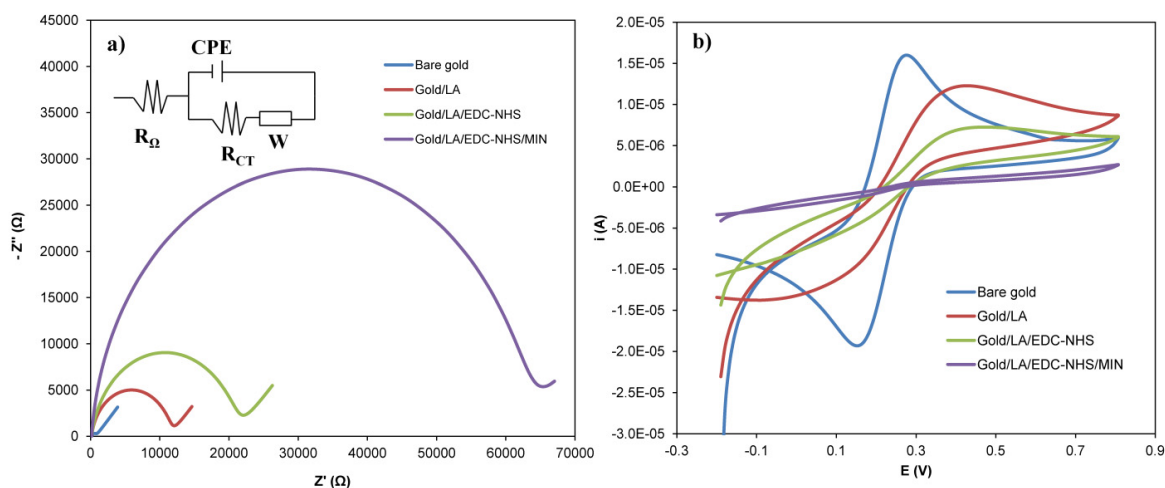 a)
45000
40000
35000
30000
25000
20000
15000
10000
5000
0
- Z'' (Ω)
0 10000 20000 30000 40000 50000 60000 70000
Z' (Ω)
CPE
R_Ω
R_CT
W
Bare gold
Gold/LA
Gold/LA/EDC-NHS
Gold/LA/EDC-NHS/MIN
b)
2.0E-05
1.5E-05
1.0E-05
5.0E-06
0.0E+00
-5.0E-06
-1.0E-05
-1.5E-05
-2.0E-05
-2.5E-05
-3.0E-05
i (A)
-0.3 -0.1 0.1 0.3 0.5 0.7 0.9
E (V)
Bare gold
Gold/LA
Gold/LA/EDC-NHS
Gold/LA/EDC-NHS/MIN